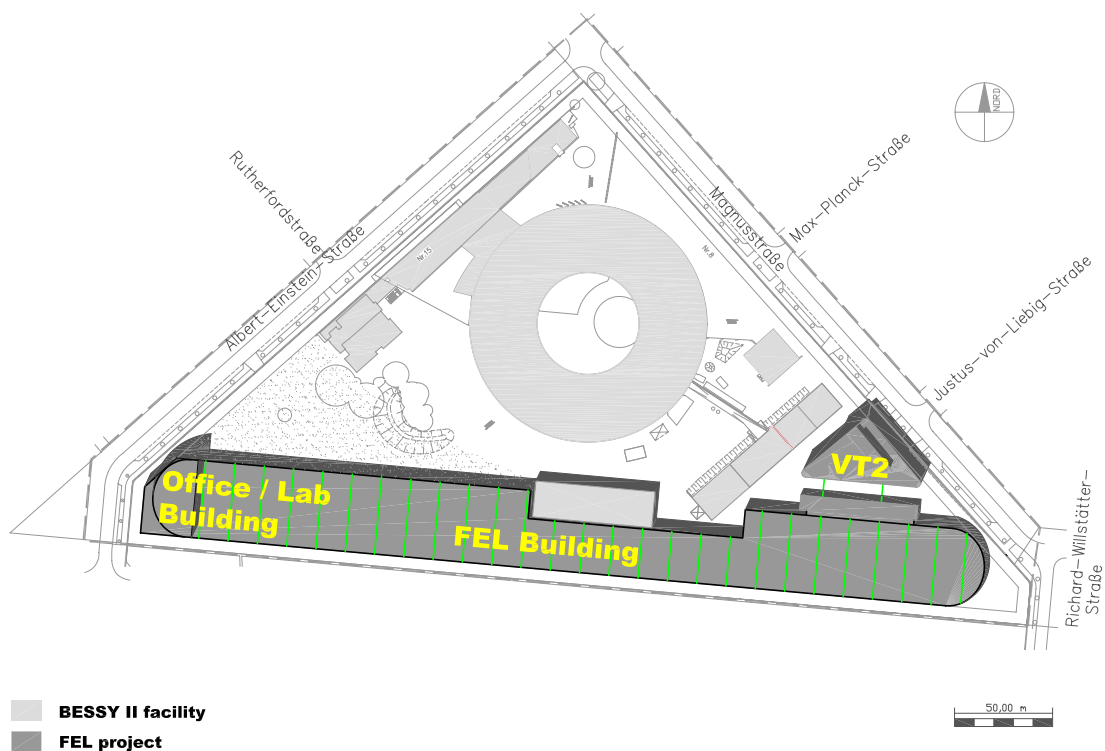 NORD
Rutherfordstraße
Max-Planck-Straße
Magnusstraße
Albert-Einstein-Straße
Nr.15
Nr.8
Justus-von-Liebig-Straße
VT2
Office / Lab
Building
FEL Building
Richard-Willstätter-
Straße
BESSY II facility
FEL project
50,00 m